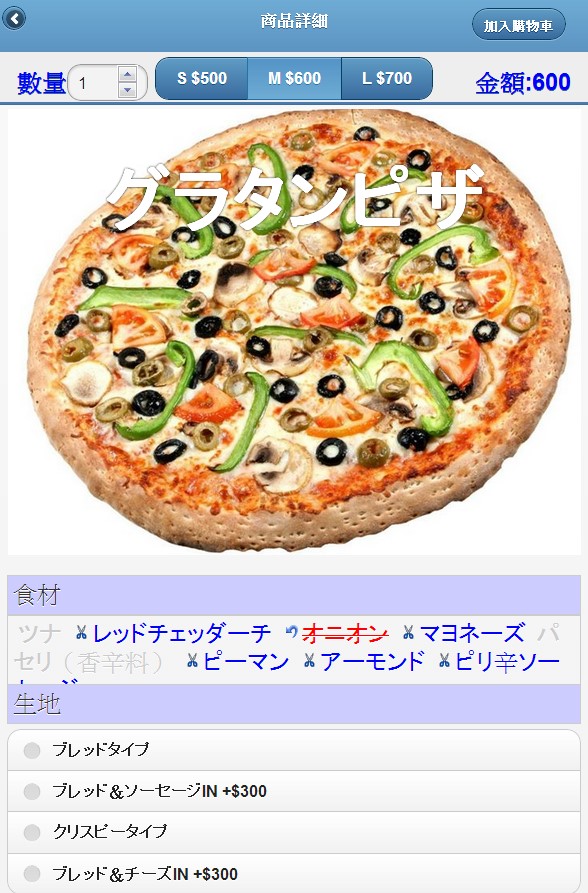 商品詳細
加入購物車
數量 1 S $500 M $600 L $700 金額:600
グラタンピザ
食材
ツナ レッドチェッダーチ オニオン マヨネーズ パ
セリ（香辛料） ピーマン アーモンド ピリ辛ソー
生地
ブレッドタイプ
ブレッド&ソーセージIN +$300
クリスピータイプ
ブレッド&チーズIN +$300